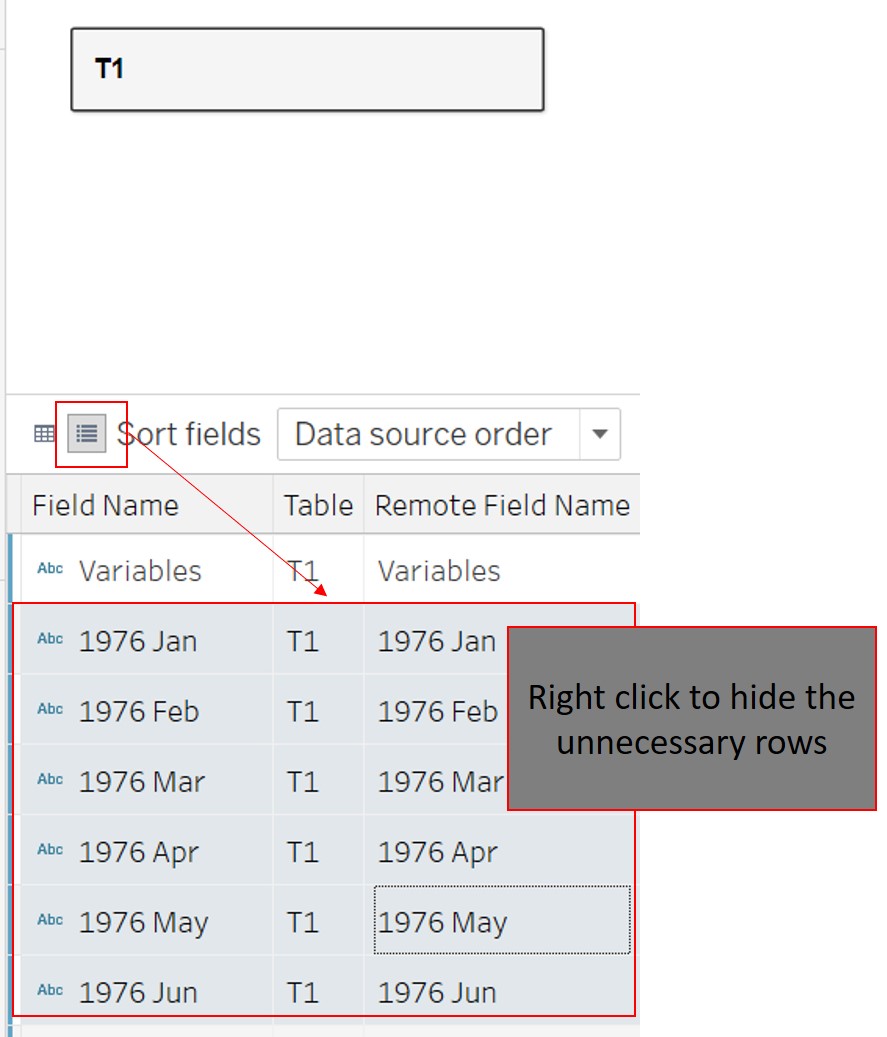 T1
Sort fields Data source order
Field Name Table Remote Field Name
Abc Variables T1 Variables
Abc 1976 Jan T1 1976 Jan
Abc 1976 Feb T1 1976 Feb
Abc 1976 Mar T1 1976 Mar
Abc 1976 Apr T1 1976 Apr
Abc 1976 May T1 1976 May
Abc 1976 Jun T1 1976 Jun
Right click to hide the
unnecessary rows